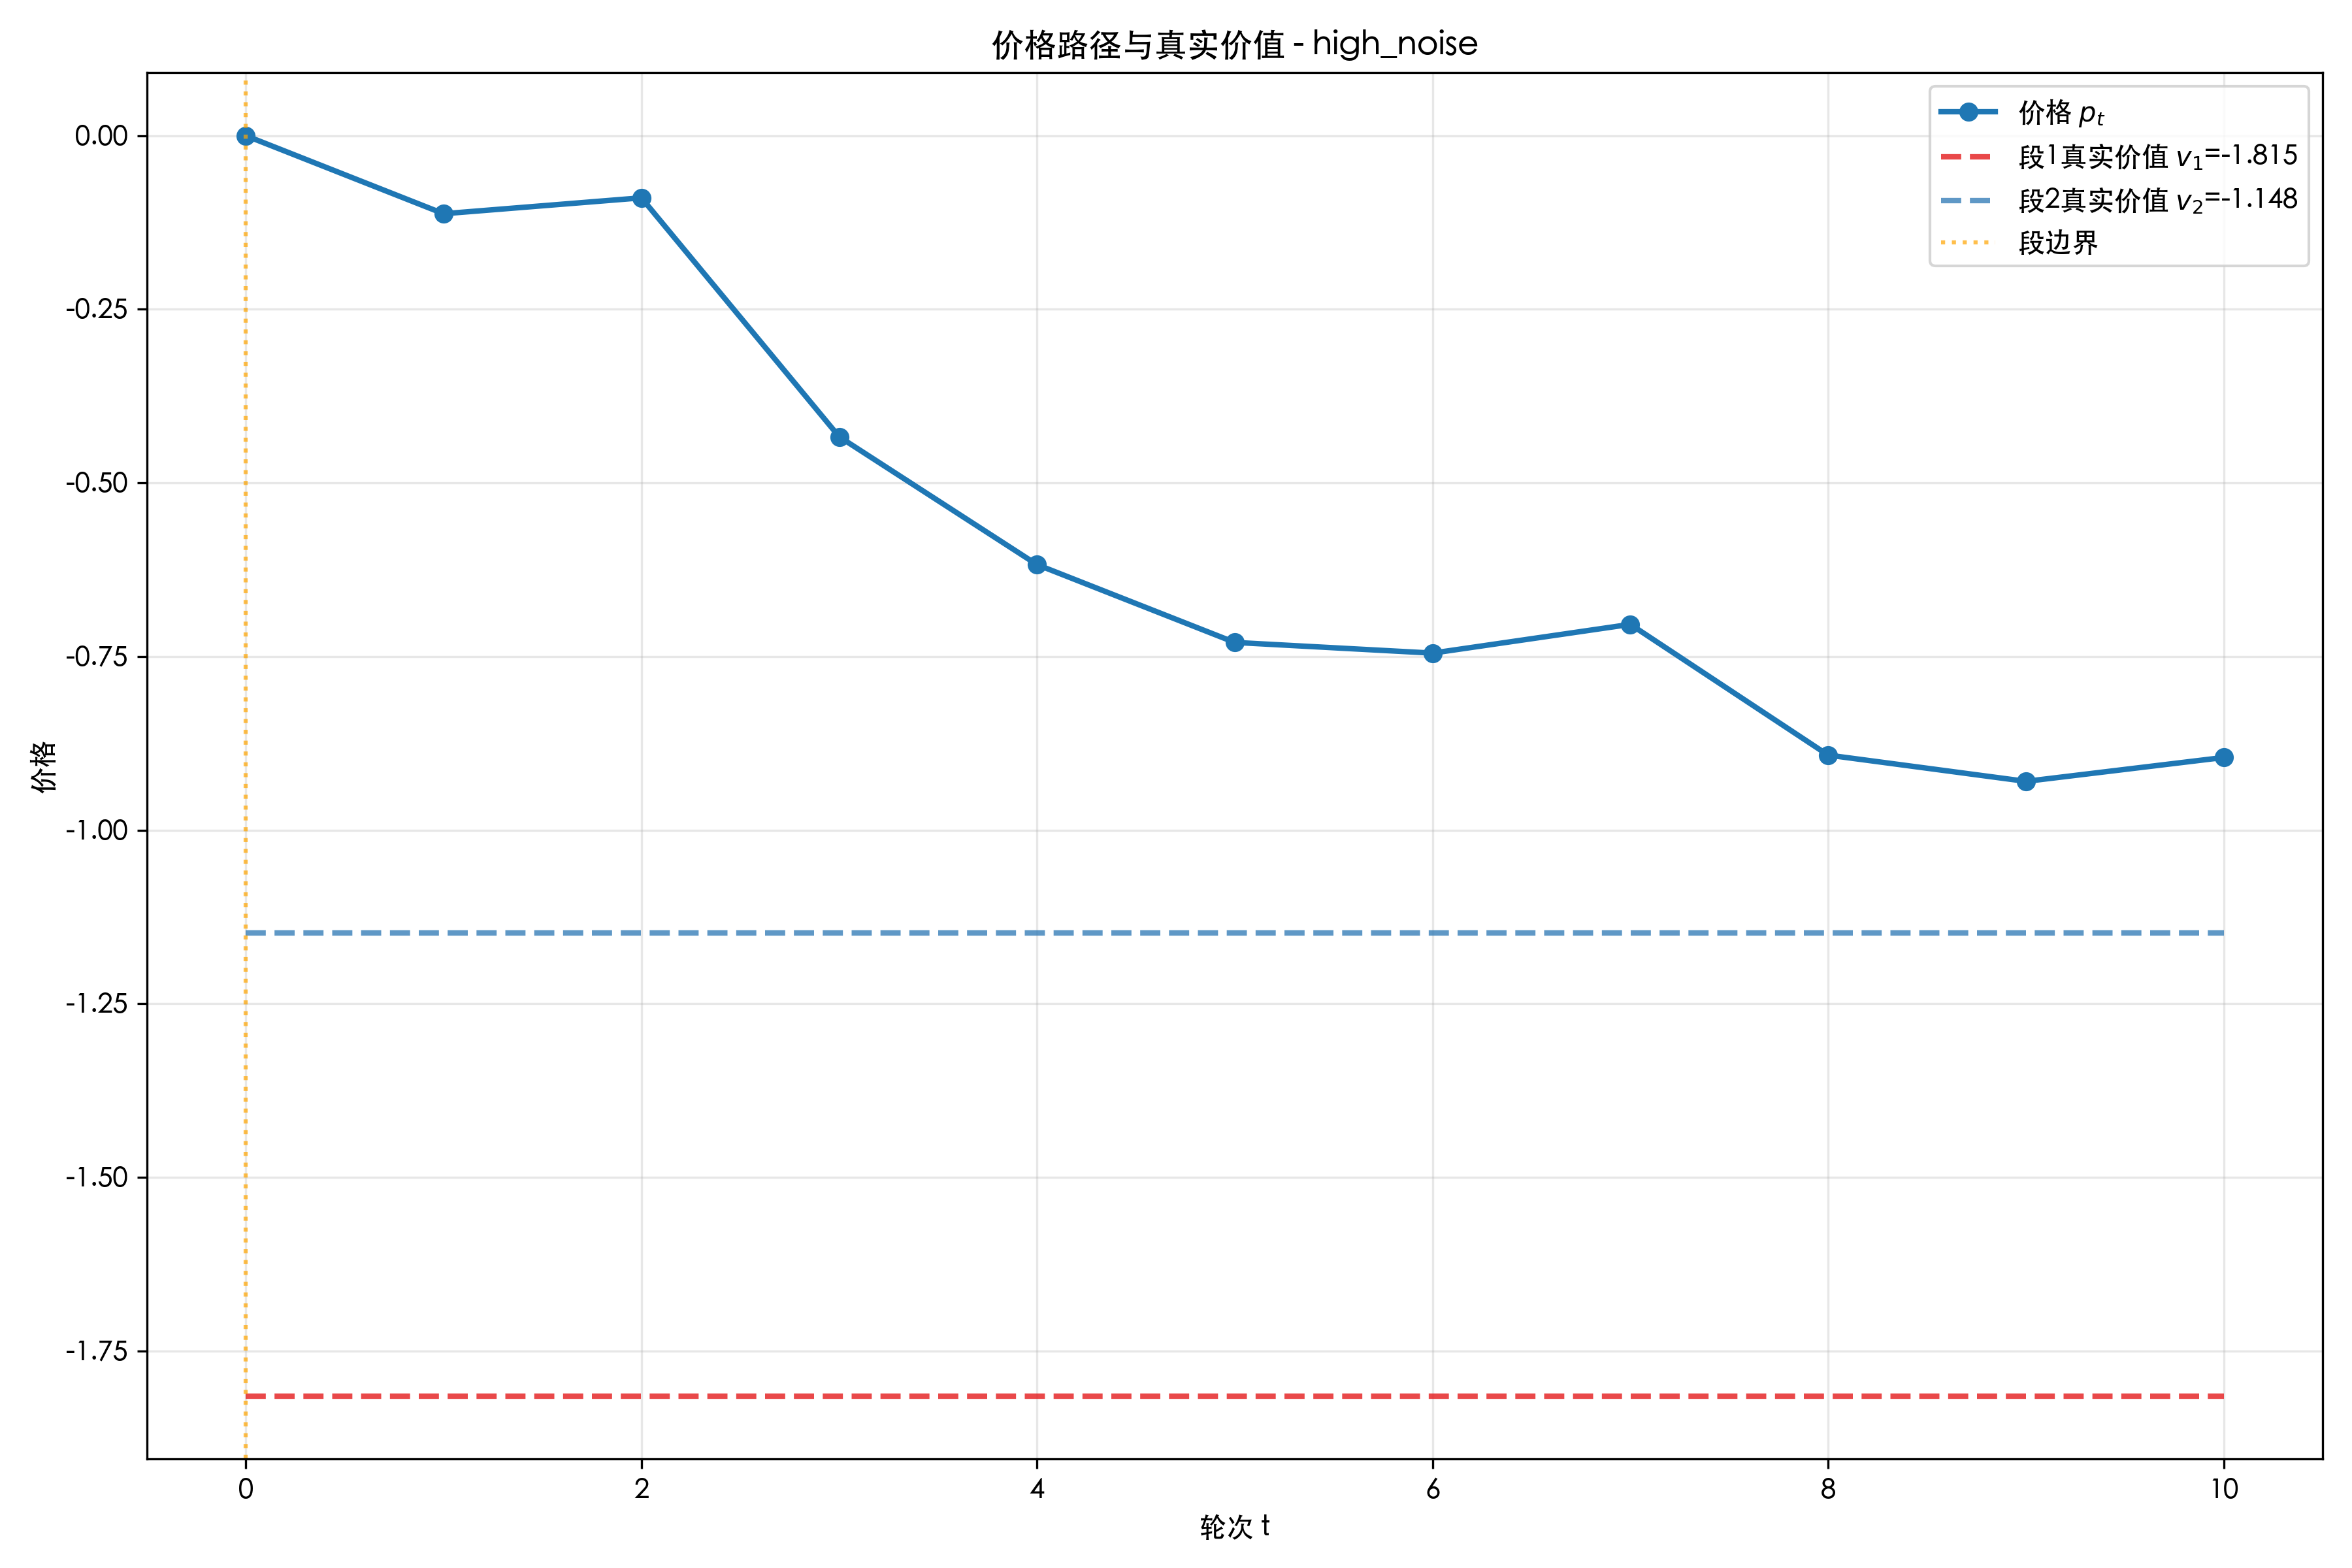 价格路径与真实价值 - high_noise
价格 pₜ
段1真实价值 v₁=-1.815
段2真实价值 v₂=-1.148
段边界
0.00
-0.25
-0.50
-0.75
-1.00
-1.25
-1.50
-1.75
价格
0 2 4 6 8 10
轮次 t